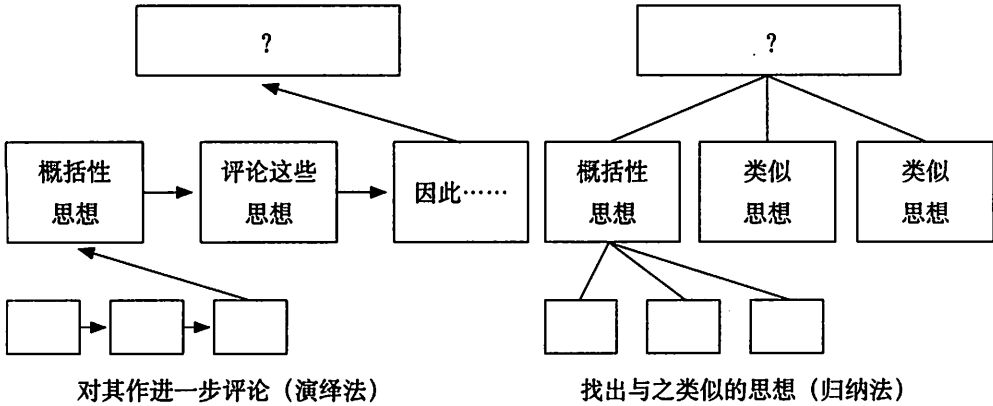 ?
?
概括性
思想
评论这些
思想
因此……
概括性
思想
类似
思想
类似
思想
对其作进一步评论（演绎法）
找出与之类似的思想（归纳法）